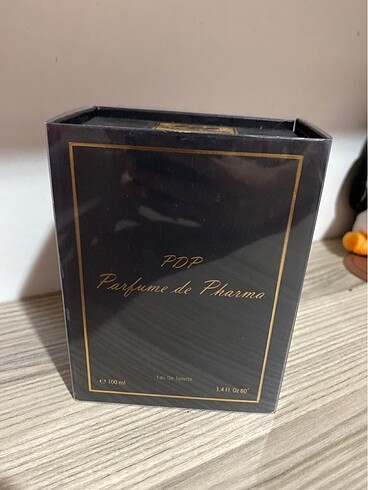 PDP
Parfume de Pharma
Eau De Toilette
℮ 100 ml
3.4 Fl. Oz 80°